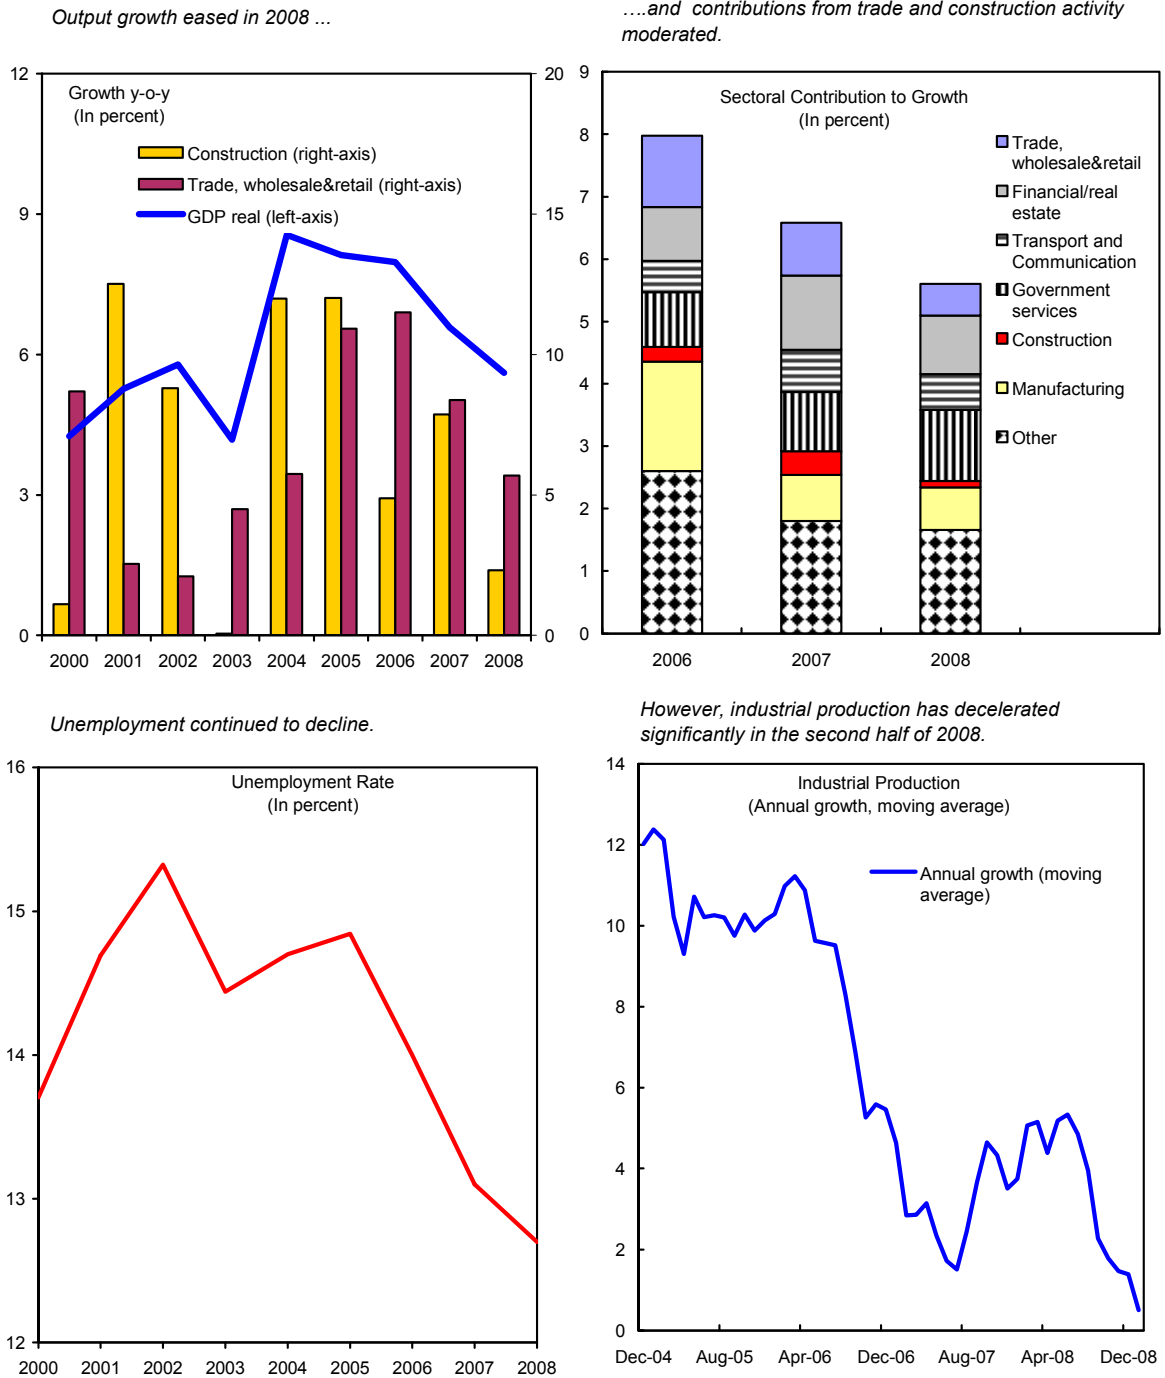 Output growth eased in 2008 ...
12
9
6
3
0
20
15
10
5
0
Growth y-o-y
(In percent)
Construction (right-axis)
Trade, wholesale&retail (right-axis)
GDP real (left-axis)
2000 2001 2002 2003 2004 2005 2006 2007 2008
….and contributions from trade and construction activity
moderated.
9
8
7
6
5
4
3
2
1
0
Sectoral Contribution to Growth
(In percent)
Trade,
wholesale&retail
Financial/real
estate
Transport and
Communication
Government
services
Construction
Manufacturing
Other
2006 2007 2008
Unemployment continued to decline.
16
15
14
13
12
Unemployment Rate
(In percent)
2000 2001 2002 2003 2004 2005 2006 2007 2008
However, industrial production has decelerated
significantly in the second half of 2008.
14
12
10
8
6
4
2
0
Industrial Production
(Annual growth, moving average)
Annual growth (moving
average)
Dec-04 Aug-05 Apr-06 Dec-06 Aug-07 Apr-08 Dec-08